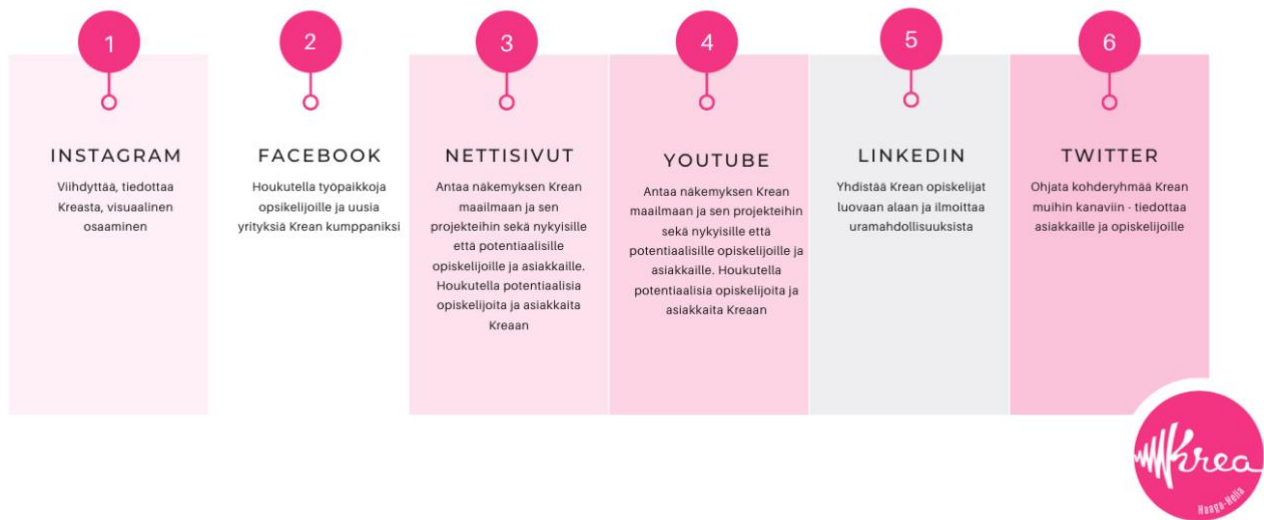 1
INSTAGRAM
Viihdyttää, tiedottaa
Kreasta, visuaalinen
osaaminen
2
FACEBOOK
Houkutella työpaikkoja
opsikelijoille ja uusia
yrityksiä Krean kumppaniksi
3
NETTISIVUT
Antaa näkemyksen Krean
maailmaan ja sen
projekteihin sekä nykyisille
että potentiaalisille
opiskelijoille ja asiakkaille.
Houkutella potentiaalisia
opiskelijoita ja asiakkaita
Kreaan
4
YOUTUBE
Antaa näkemyksen Krean
maailmaan ja sen projekteihin
sekä nykyisille että
potentiaalisille opiskelijoille ja
asiakkaille. Houkutella
potentiaalisia opiskelijoita ja
asiakkaita Kreaan
5
LINKEDIN
Yhdistää Krean opiskelijat
luovaan alaan ja ilmoittaa
uramahdollisuuksista
6
TWITTER
Ohjata kohderyhmää Krean
muihin kanaviin - tiedottaa
asiakkaille ja opiskelijoille
Krea
Haaga-Helia